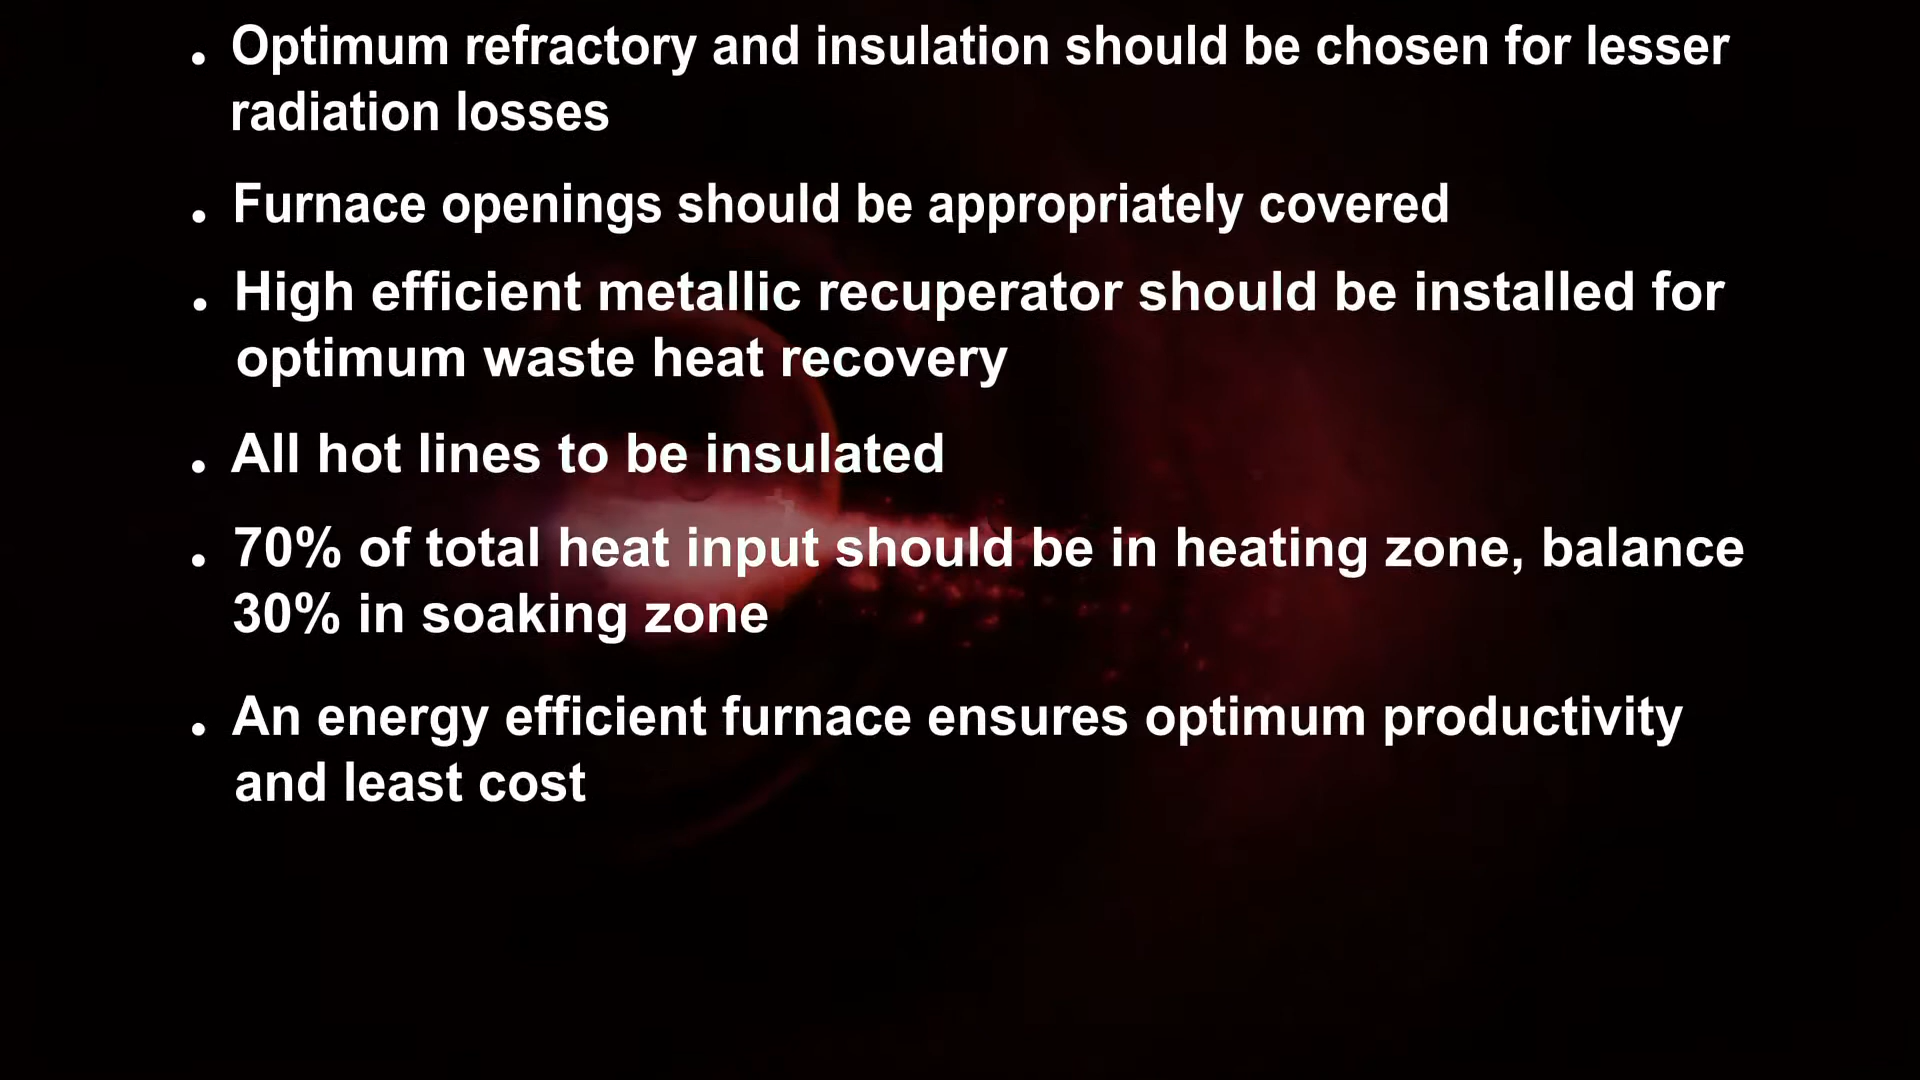 . Optimum refractory and insulation should be chosen for lesser
radiation losses
. Furnace openings should be appropriately covered
. High efficient metallic recuperator should be installed for
optimum waste heat recovery
. All hot lines to be insulated
. 70% of total heat input should be in heating zone, balance
30% in soaking zone
. An energy efficient furnace ensures optimum productivity
and least cost